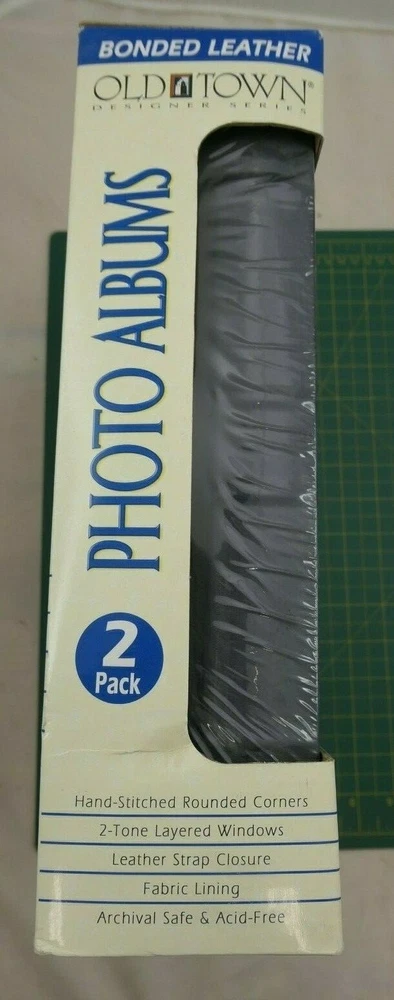 BONDED LEATHER
OLD TOWN®
DESIGNER SERIES
PHOTO ALBUMS
2
Pack
Hand-Stitched Rounded Corners
2-Tone Layered Windows
Leather Strap Closure
Fabric Lining
Archival Safe & Acid-Free